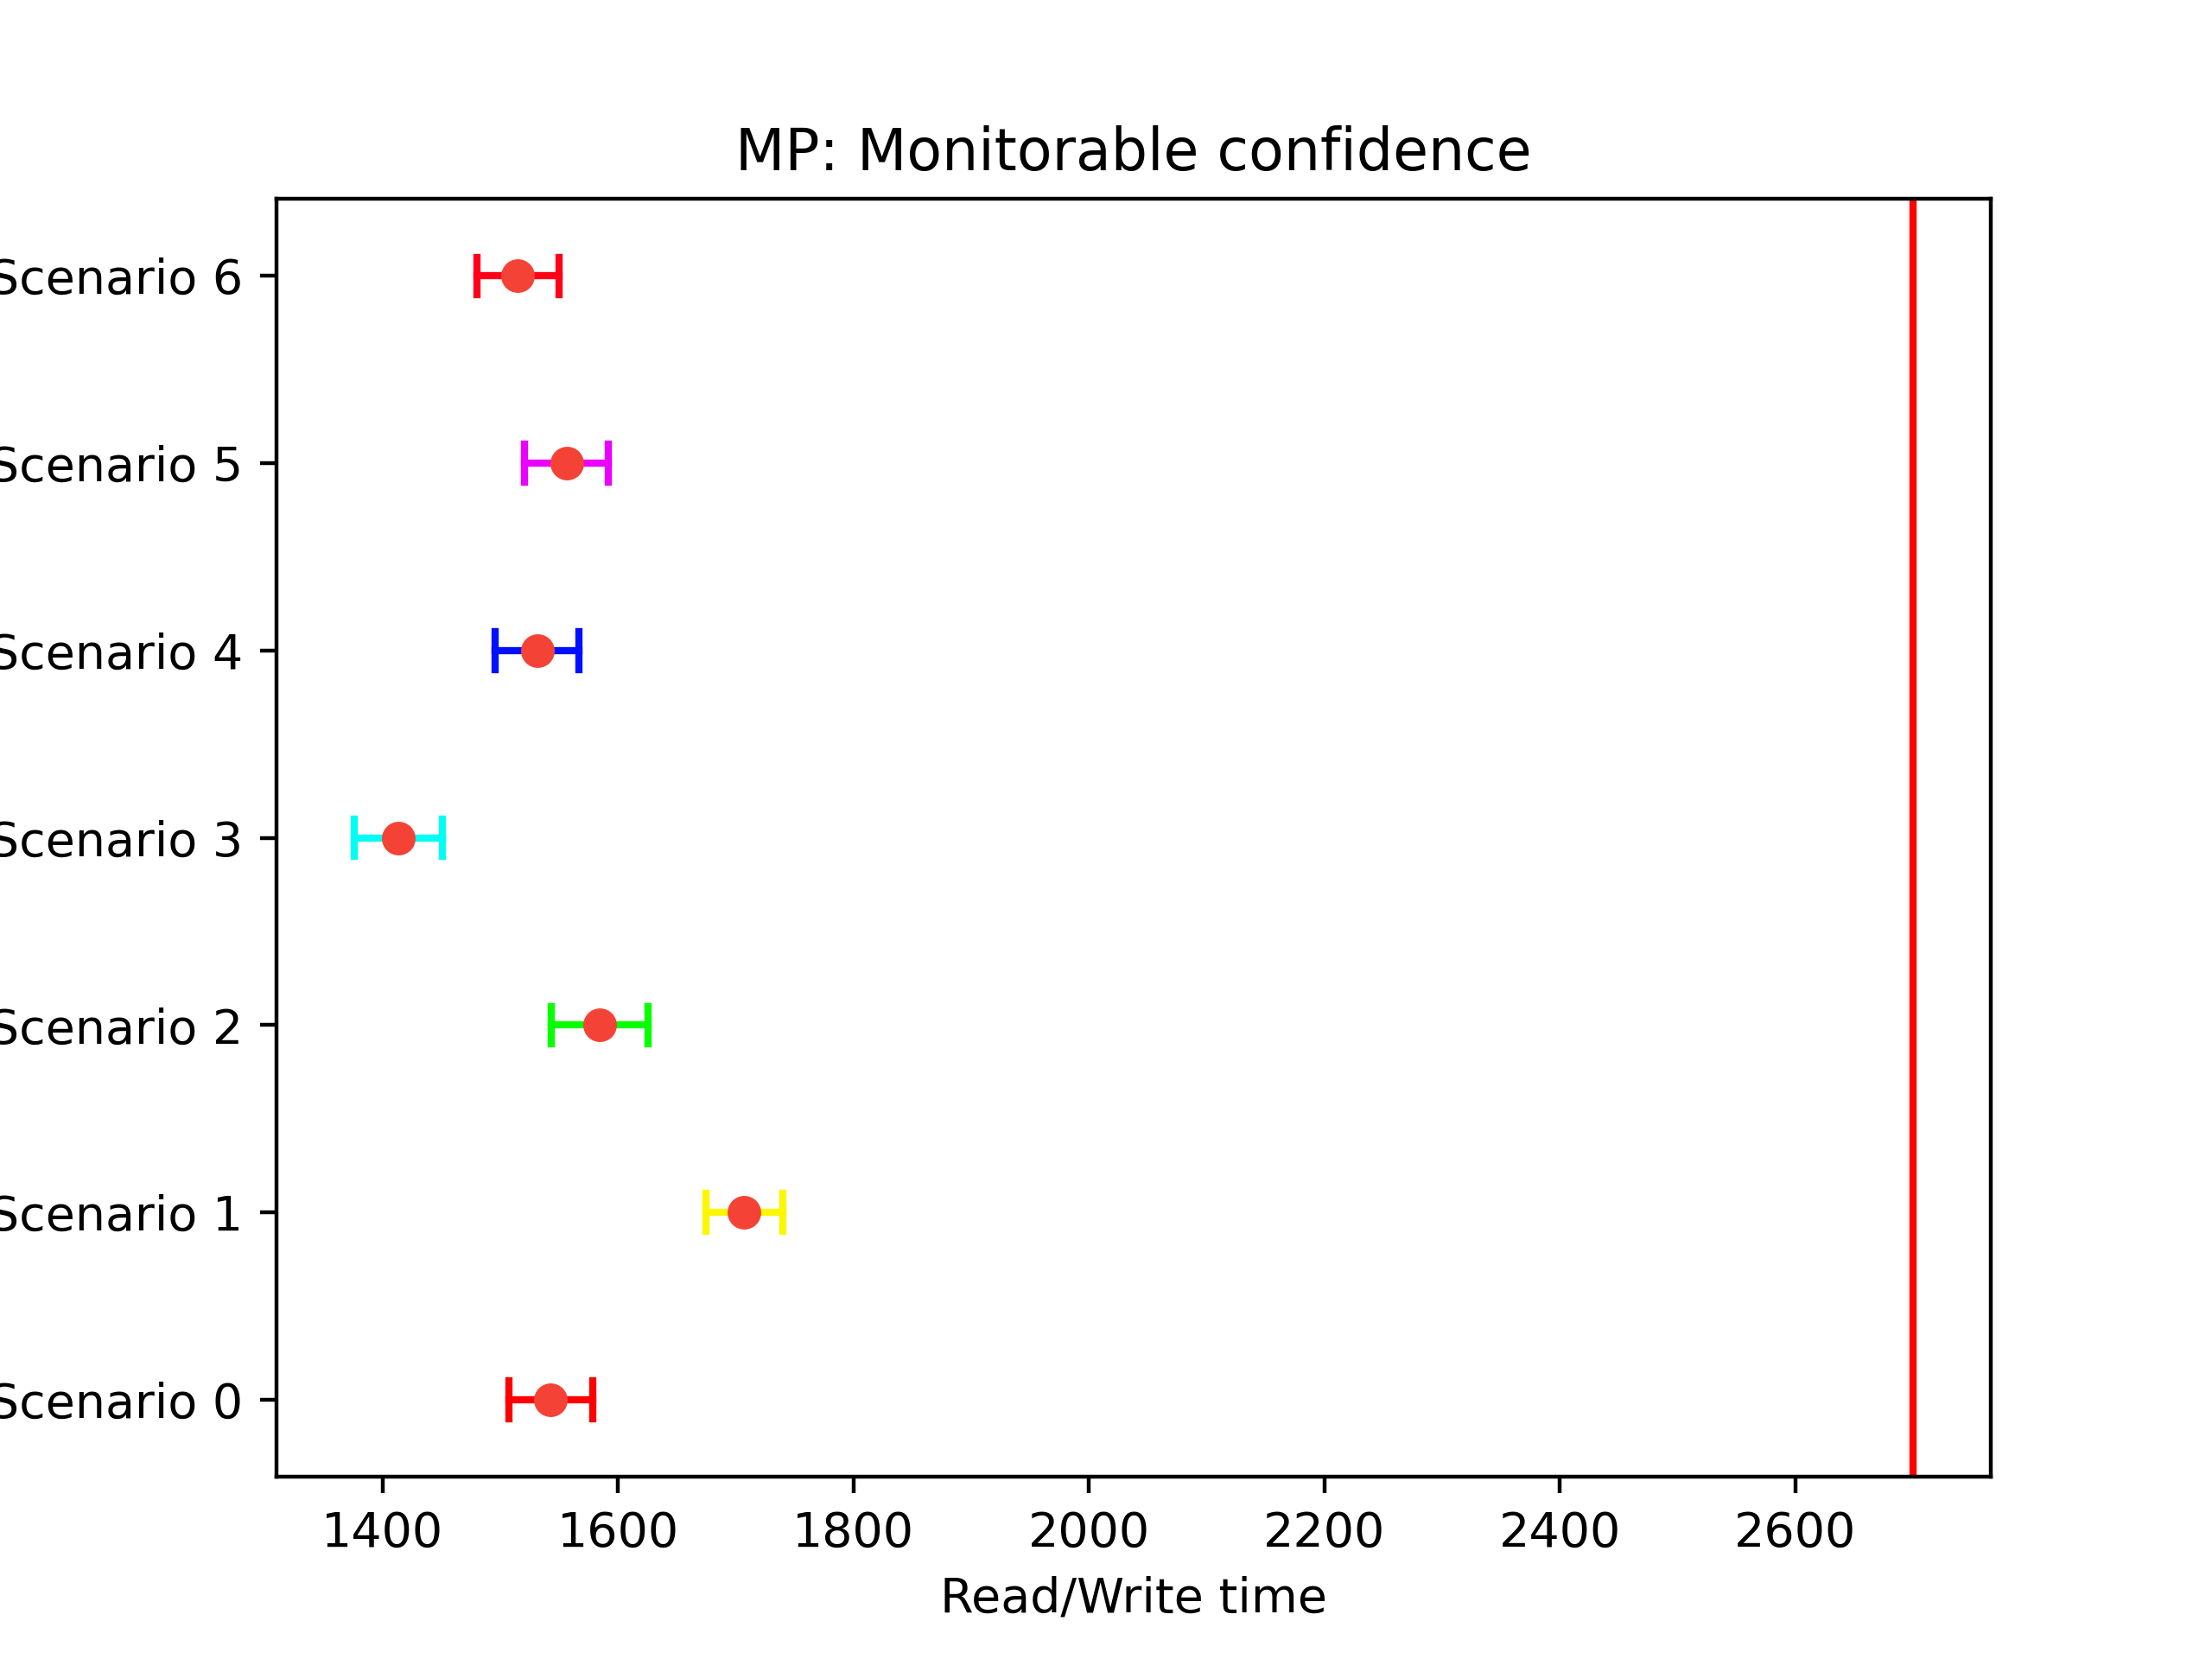 MP: Monitorable confidence
Scenario 6
Scenario 5
Scenario 4
Scenario 3
Scenario 2
Scenario 1
Scenario 0
1400 1600 1800 2000 2200 2400 2600
Read/Write time